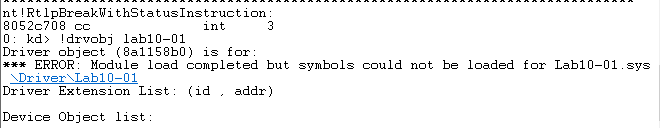 ********************************************************************************
nt!RtlpBreakWithStatusInstruction:
8052c708 cc int 3
0: kd> !drvobj lab10-01
Driver object (8a1158b0) is for:
*** ERROR: Module load completed but symbols could not be loaded for Lab10-01.sys
\Driver\Lab10-01
Driver Extension List: (id , addr)
Device Object list: